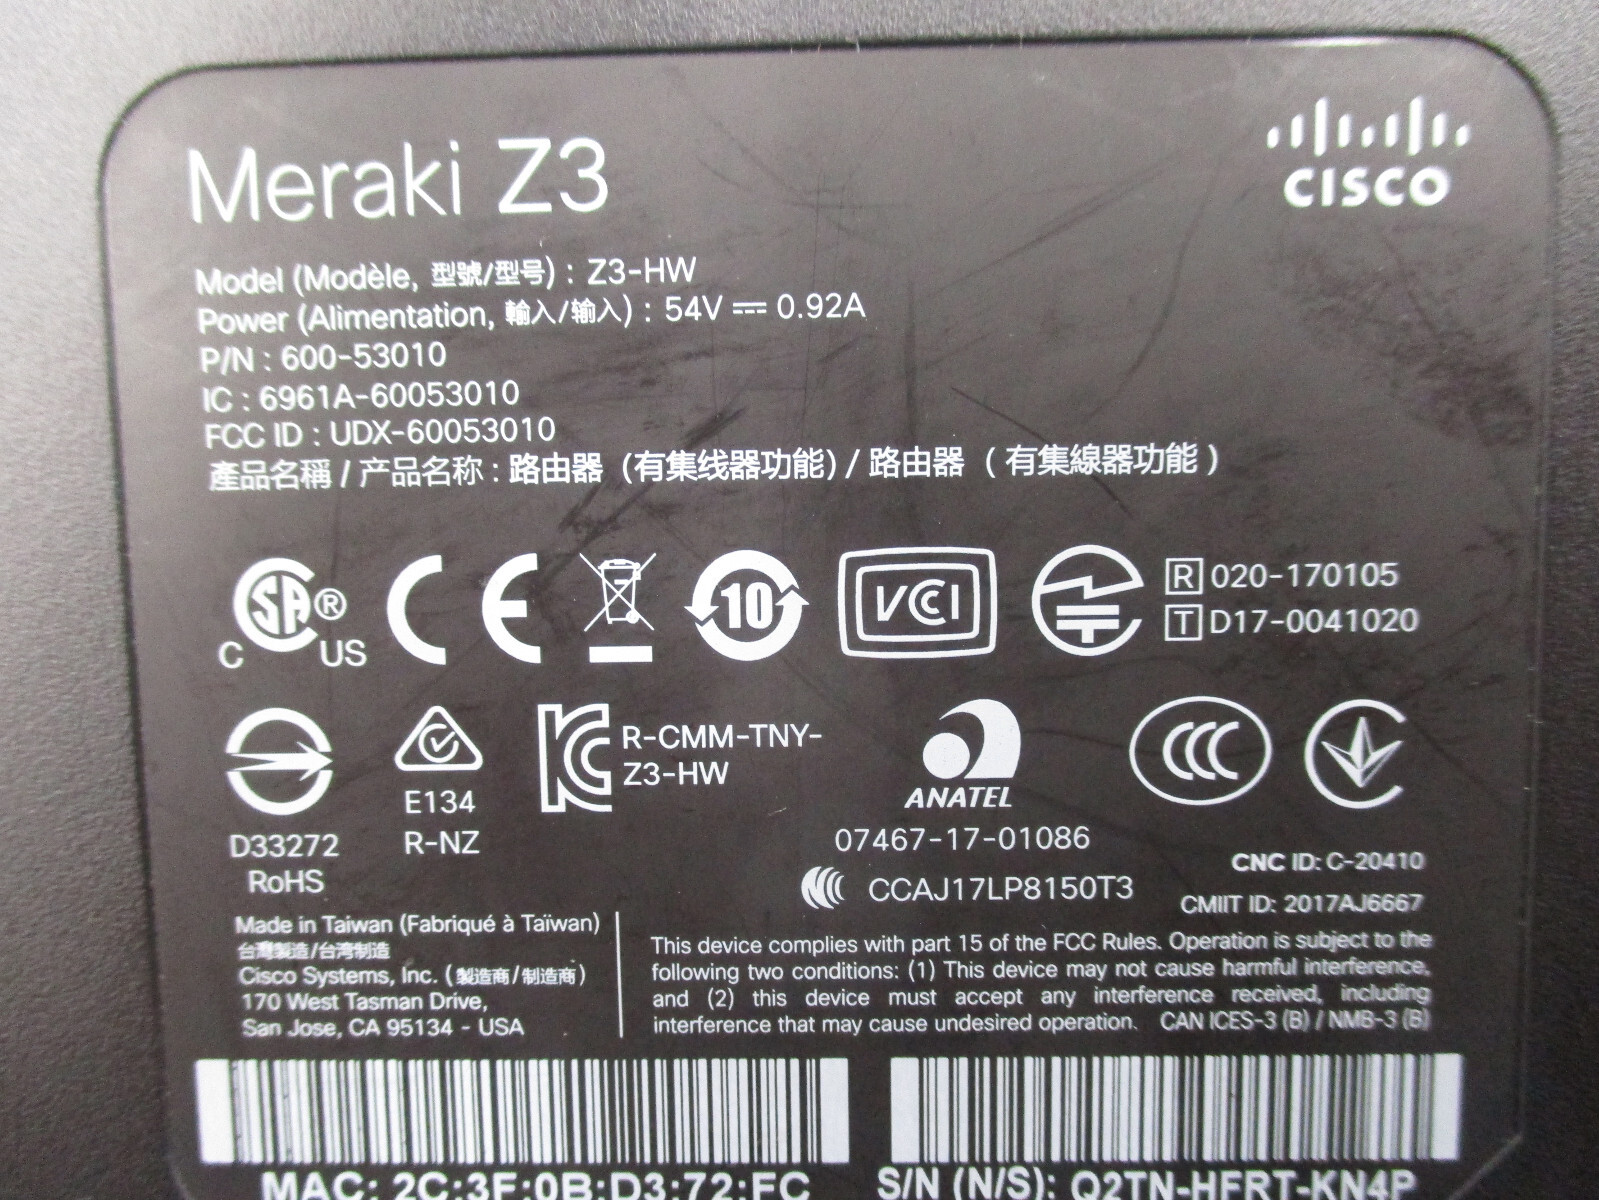 Meraki Z3
CISCO
Model (Modèle, 型號/型号) : Z3-HW
Power (Alimentation, 輸入/输入) : 54V ⎓ 0.92A
P/N : 600-53010
IC : 6961A-60053010
FCC ID : UDX-60053010
產品名稱 / 产品名称 : 路由器 (有集线器功能) / 路由器 ( 有集線器功能 )
C SA ® US
CE
10
VCI
R 020-170105
T D17-0041020
D33272
RoHS
E134
R-NZ
R-CMM-TNY-
Z3-HW
ANATEL
07467-17-01086
CCC
CCAJ17LP8150T3
CNC ID: C-20410
CMIIT ID: 2017AJ6667
Made in Taiwan (Fabriqué à Taïwan)
台灣製造/台湾制造
Cisco Systems, Inc. ( 製造商/制造商)
170 West Tasman Drive,
San Jose, CA 95134 - USA
This device complies with part 15 of the FCC Rules. Operation is subject to the
following two conditions: (1) This device may not cause harmful interference,
and (2) this device must accept any interference received, including
interference that may cause undesired operation. CAN ICES-3 (B) / NMB-3 (B)
MAC: 2C:3F:0B:D3:72:FC
S/N (N/S): Q2TN-HFRT-KN4P